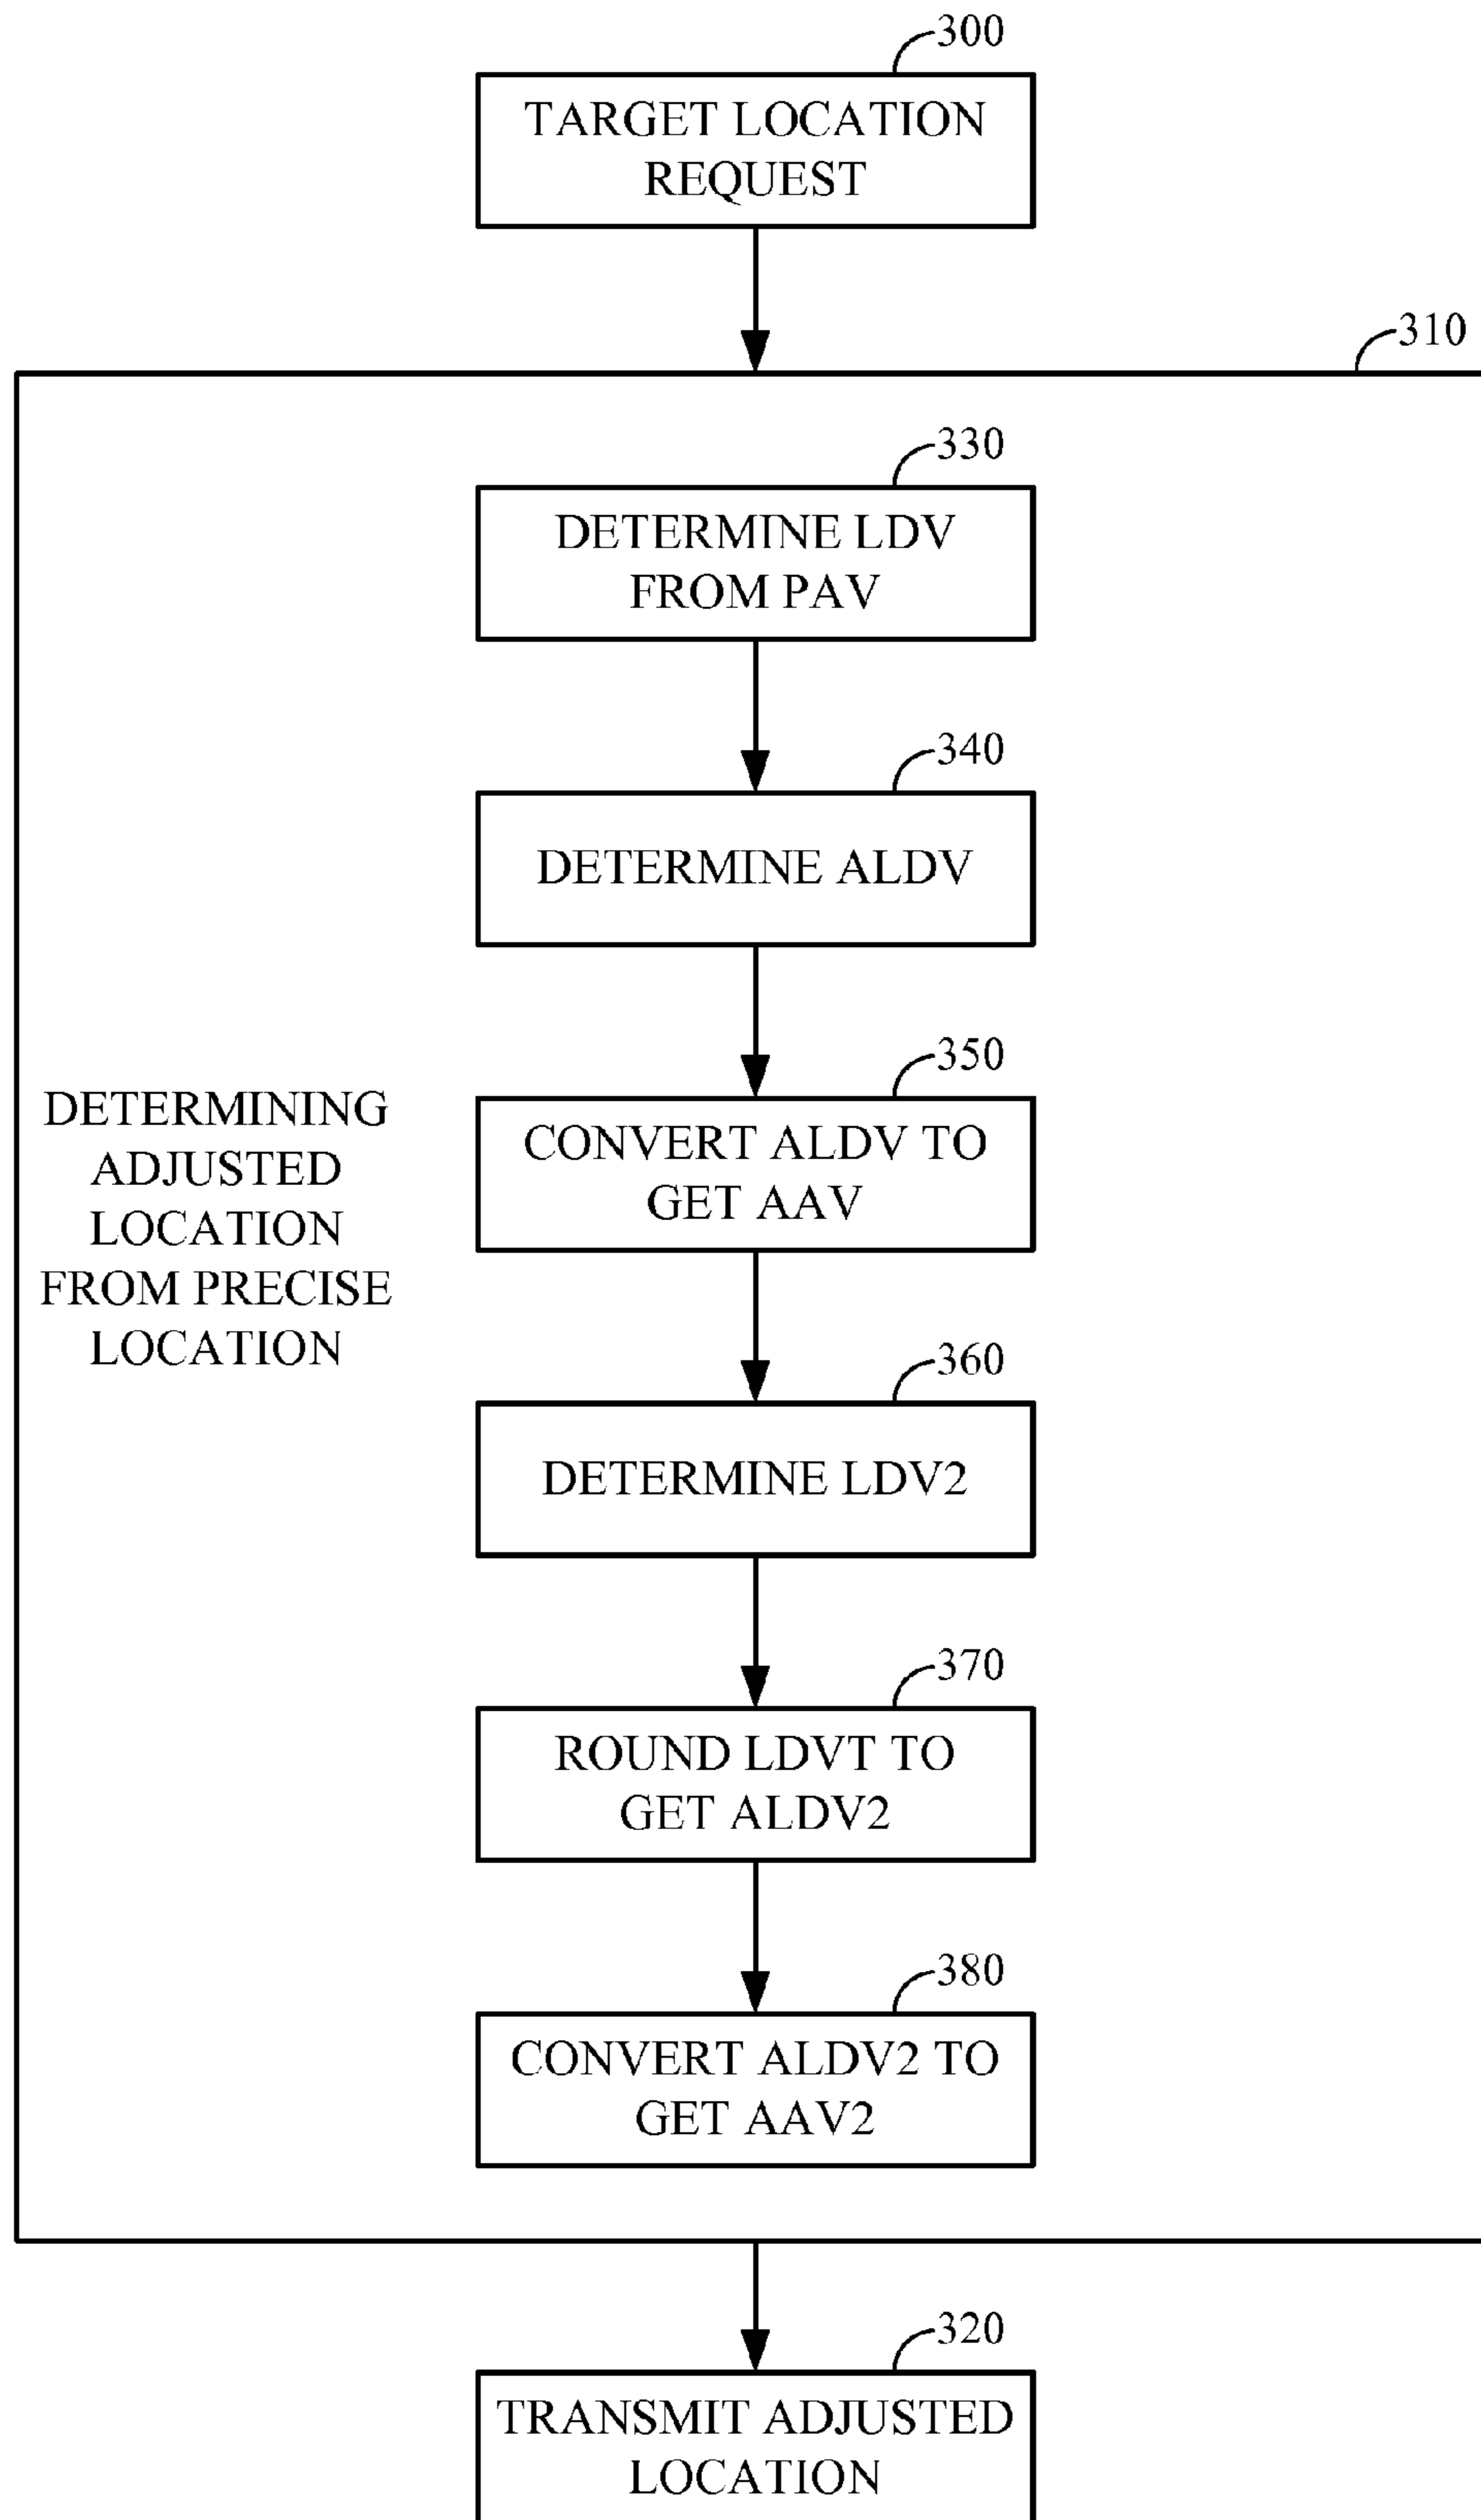 300
TARGET LOCATION
REQUEST
310
330
DETERMINE LDV
FROM PAV
340
DETERMINE ALDV
350
CONVERT ALDV TO
GET AAV
DETERMINING
ADJUSTED
LOCATION
FROM PRECISE
LOCATION
360
DETERMINE LDV2
370
ROUND LDVT TO
GET ALDV2
380
CONVERT ALDV2 TO
GET AAV2
320
TRANSMIT ADJUSTED
LOCATION